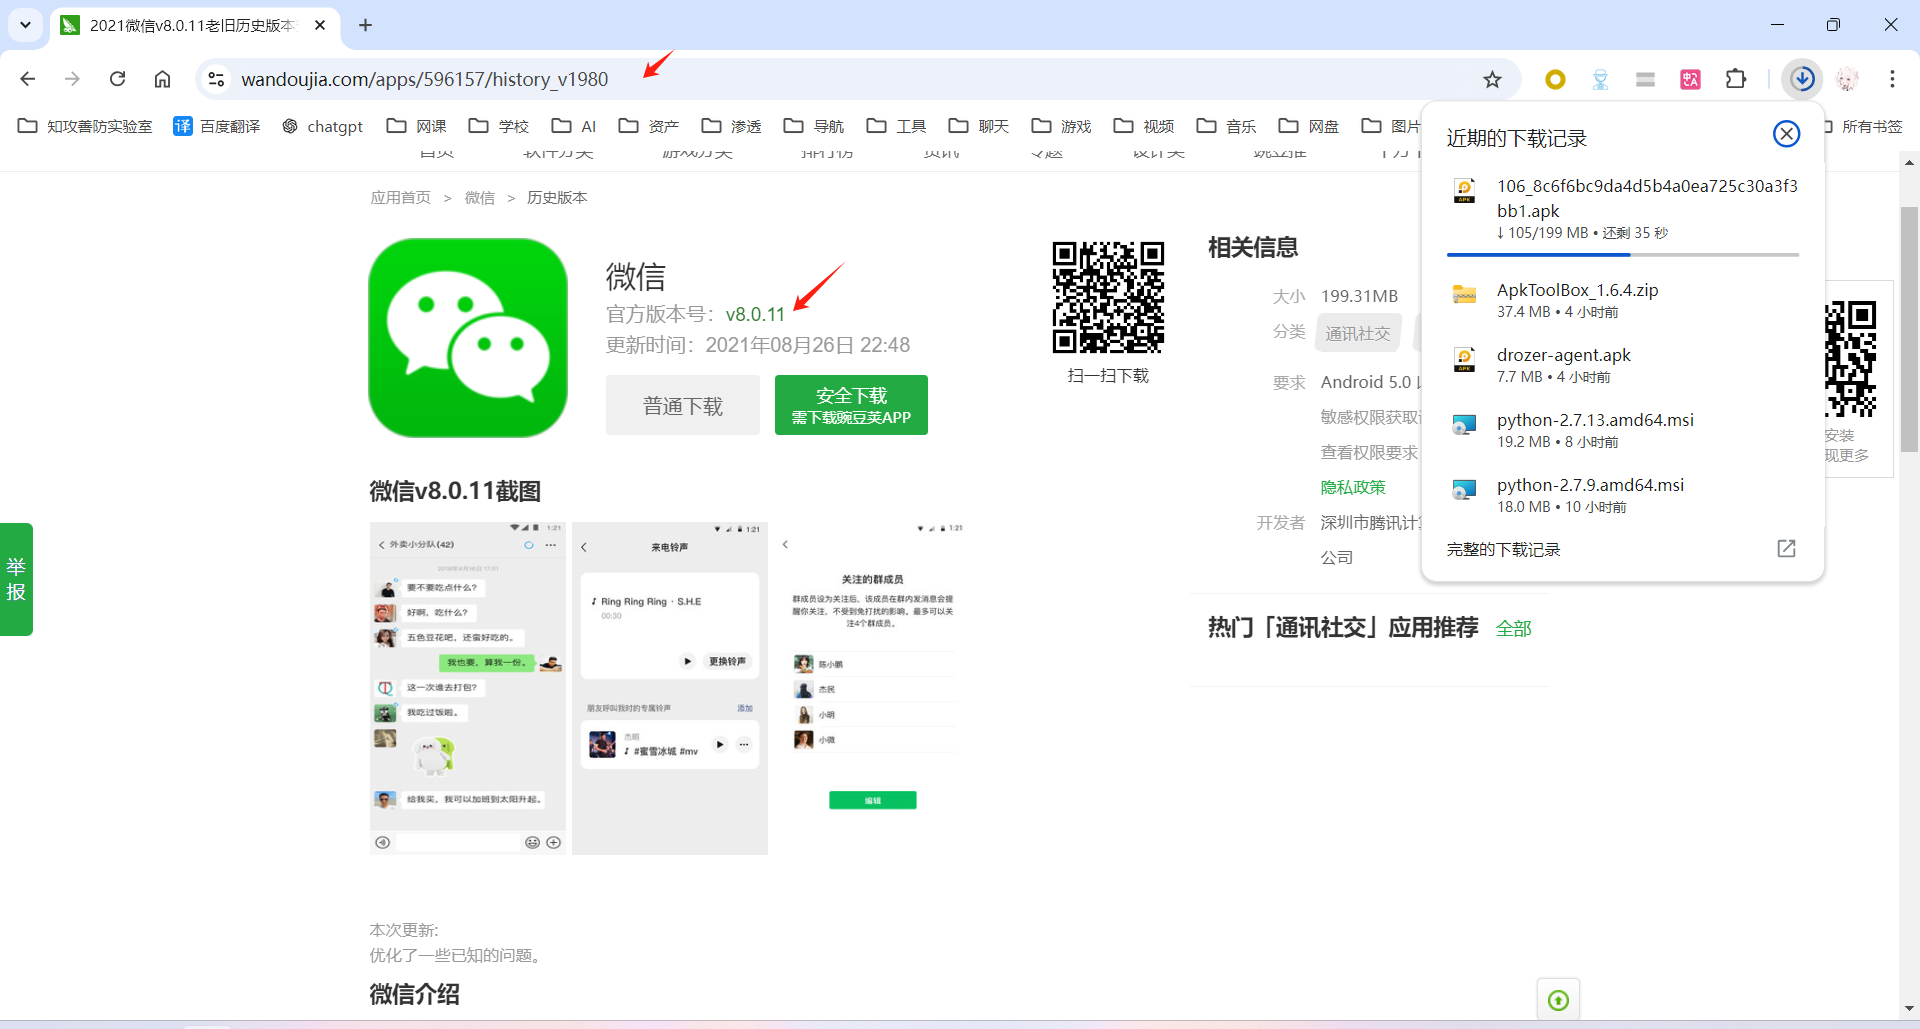 2021微信v8.0.11老旧历史版本
wandoujia.com/apps/596157/history_v1980
知攻善防实验室
译
百度翻译
chatgpt
网课
学校
AI
资产
渗透
导航
工具
聊天
游戏
视频
音乐
网盘
图片
所有书签
应用首页 > 微信 > 历史版本
微信
官方版本号：v8.0.11
更新时间：2021年08月26日 22:48
普通下载
安全下载
需下载豌豆荚APP
扫一扫下载
相关信息
大小 199.31MB
分类 通讯社交
要求 Android 5.0
敏感权限获取
查看权限要求
隐私政策
开发者 深圳市腾讯计
公司
热门「通讯社交」应用推荐 全部
近期的下载记录
106_8c6f6bc9da4d5b4a0ea725c30a3f3
bb1.apk
↓ 105/199 MB • 还剩 35 秒
ApkToolBox_1.6.4.zip
37.4 MB • 4 小时前
drozer-agent.apk
7.7 MB • 4 小时前
python-2.7.13.amd64.msi
19.2 MB • 8 小时前
python-2.7.9.amd64.msi
18.0 MB • 10 小时前
完整的下载记录
安装
现更多
举
报
微信v8.0.11截图
1:21
外卖小分队(42)
要不要吃点什么?
好啊，吃什么?
五色豆花吧，还蛮好吃的。
我也要，算我一份。
这一次谁去打包?
我吃过饭啦。
给我买，我可以加班到太阳升起。
1:21
来电铃声
Ring Ring Ring · S.H.E
00:30
更换铃声
朋友呼叫我时的专属铃声
添加
杰昭
#蜜雪冰城 #mv
1:21
关注的群成员
群成员设为关注后，该成员在群内发消息会提
醒你关注，不受到免打扰的影响，最多可以关
注4个群成员。
陈小鹏
杰民
小明
小微
编辑
本次更新:
优化了一些已知的问题。
微信介绍